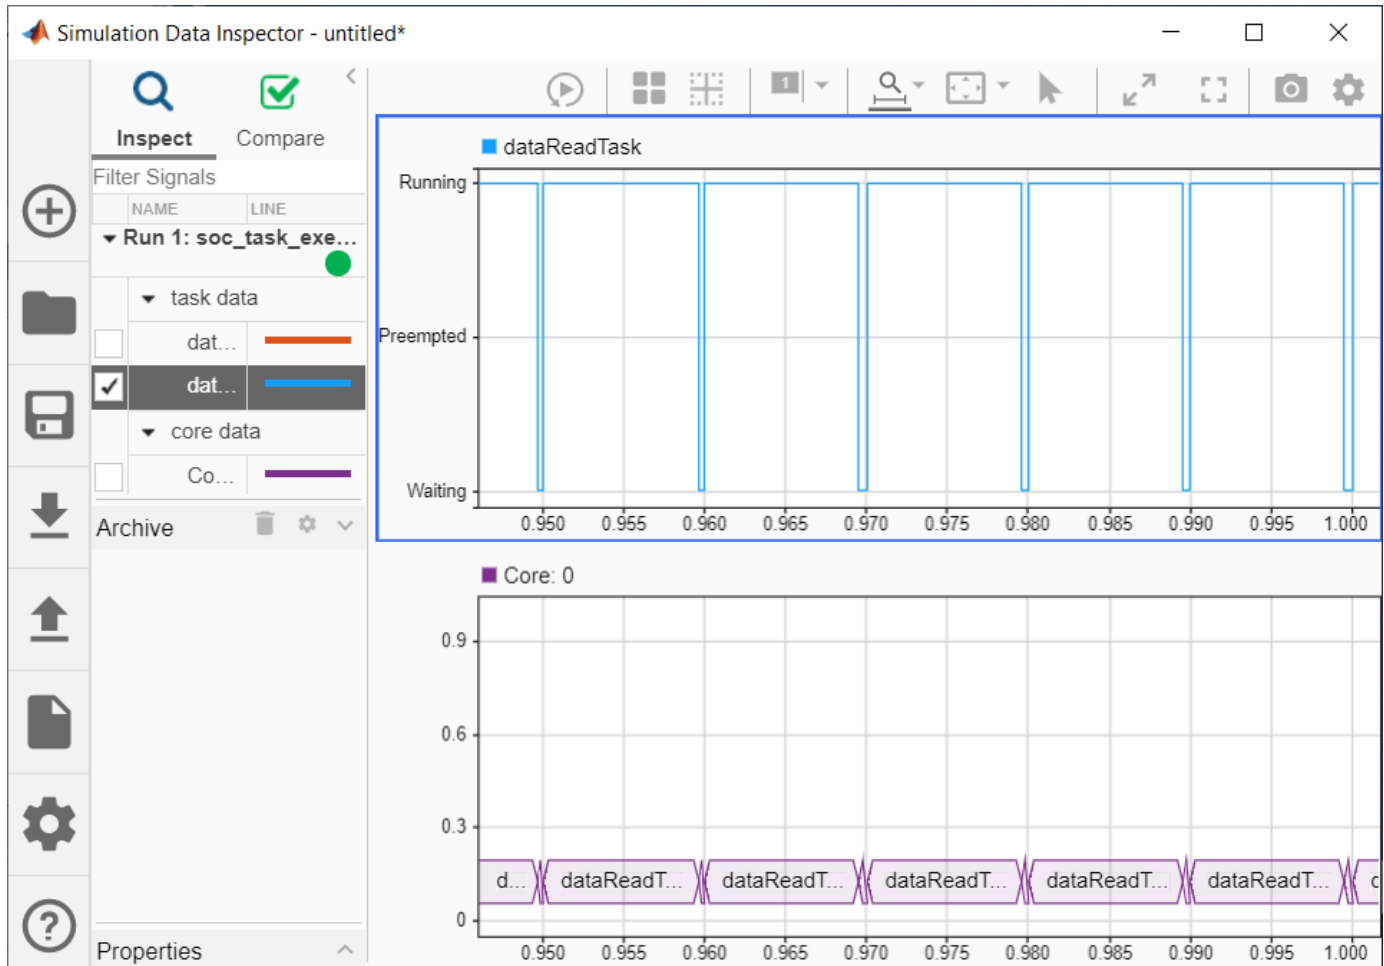 Simulation Data Inspector - untitled*
Inspect
Compare
Filter Signals
NAME
LINE
Run 1: soc_task_exe...
task data
dat...
dat...
core data
Co...
Archive
Properties
1
dataReadTask
Running
Preempted
Waiting
0.950 0.955 0.960 0.965 0.970 0.975 0.980 0.985 0.990 0.995 1.000
Core: 0
0.9
0.6
0.3
0
d... dataReadT... dataReadT... dataReadT... dataReadT... dataReadT...
0.950 0.955 0.960 0.965 0.970 0.975 0.980 0.985 0.990 0.995 1.000